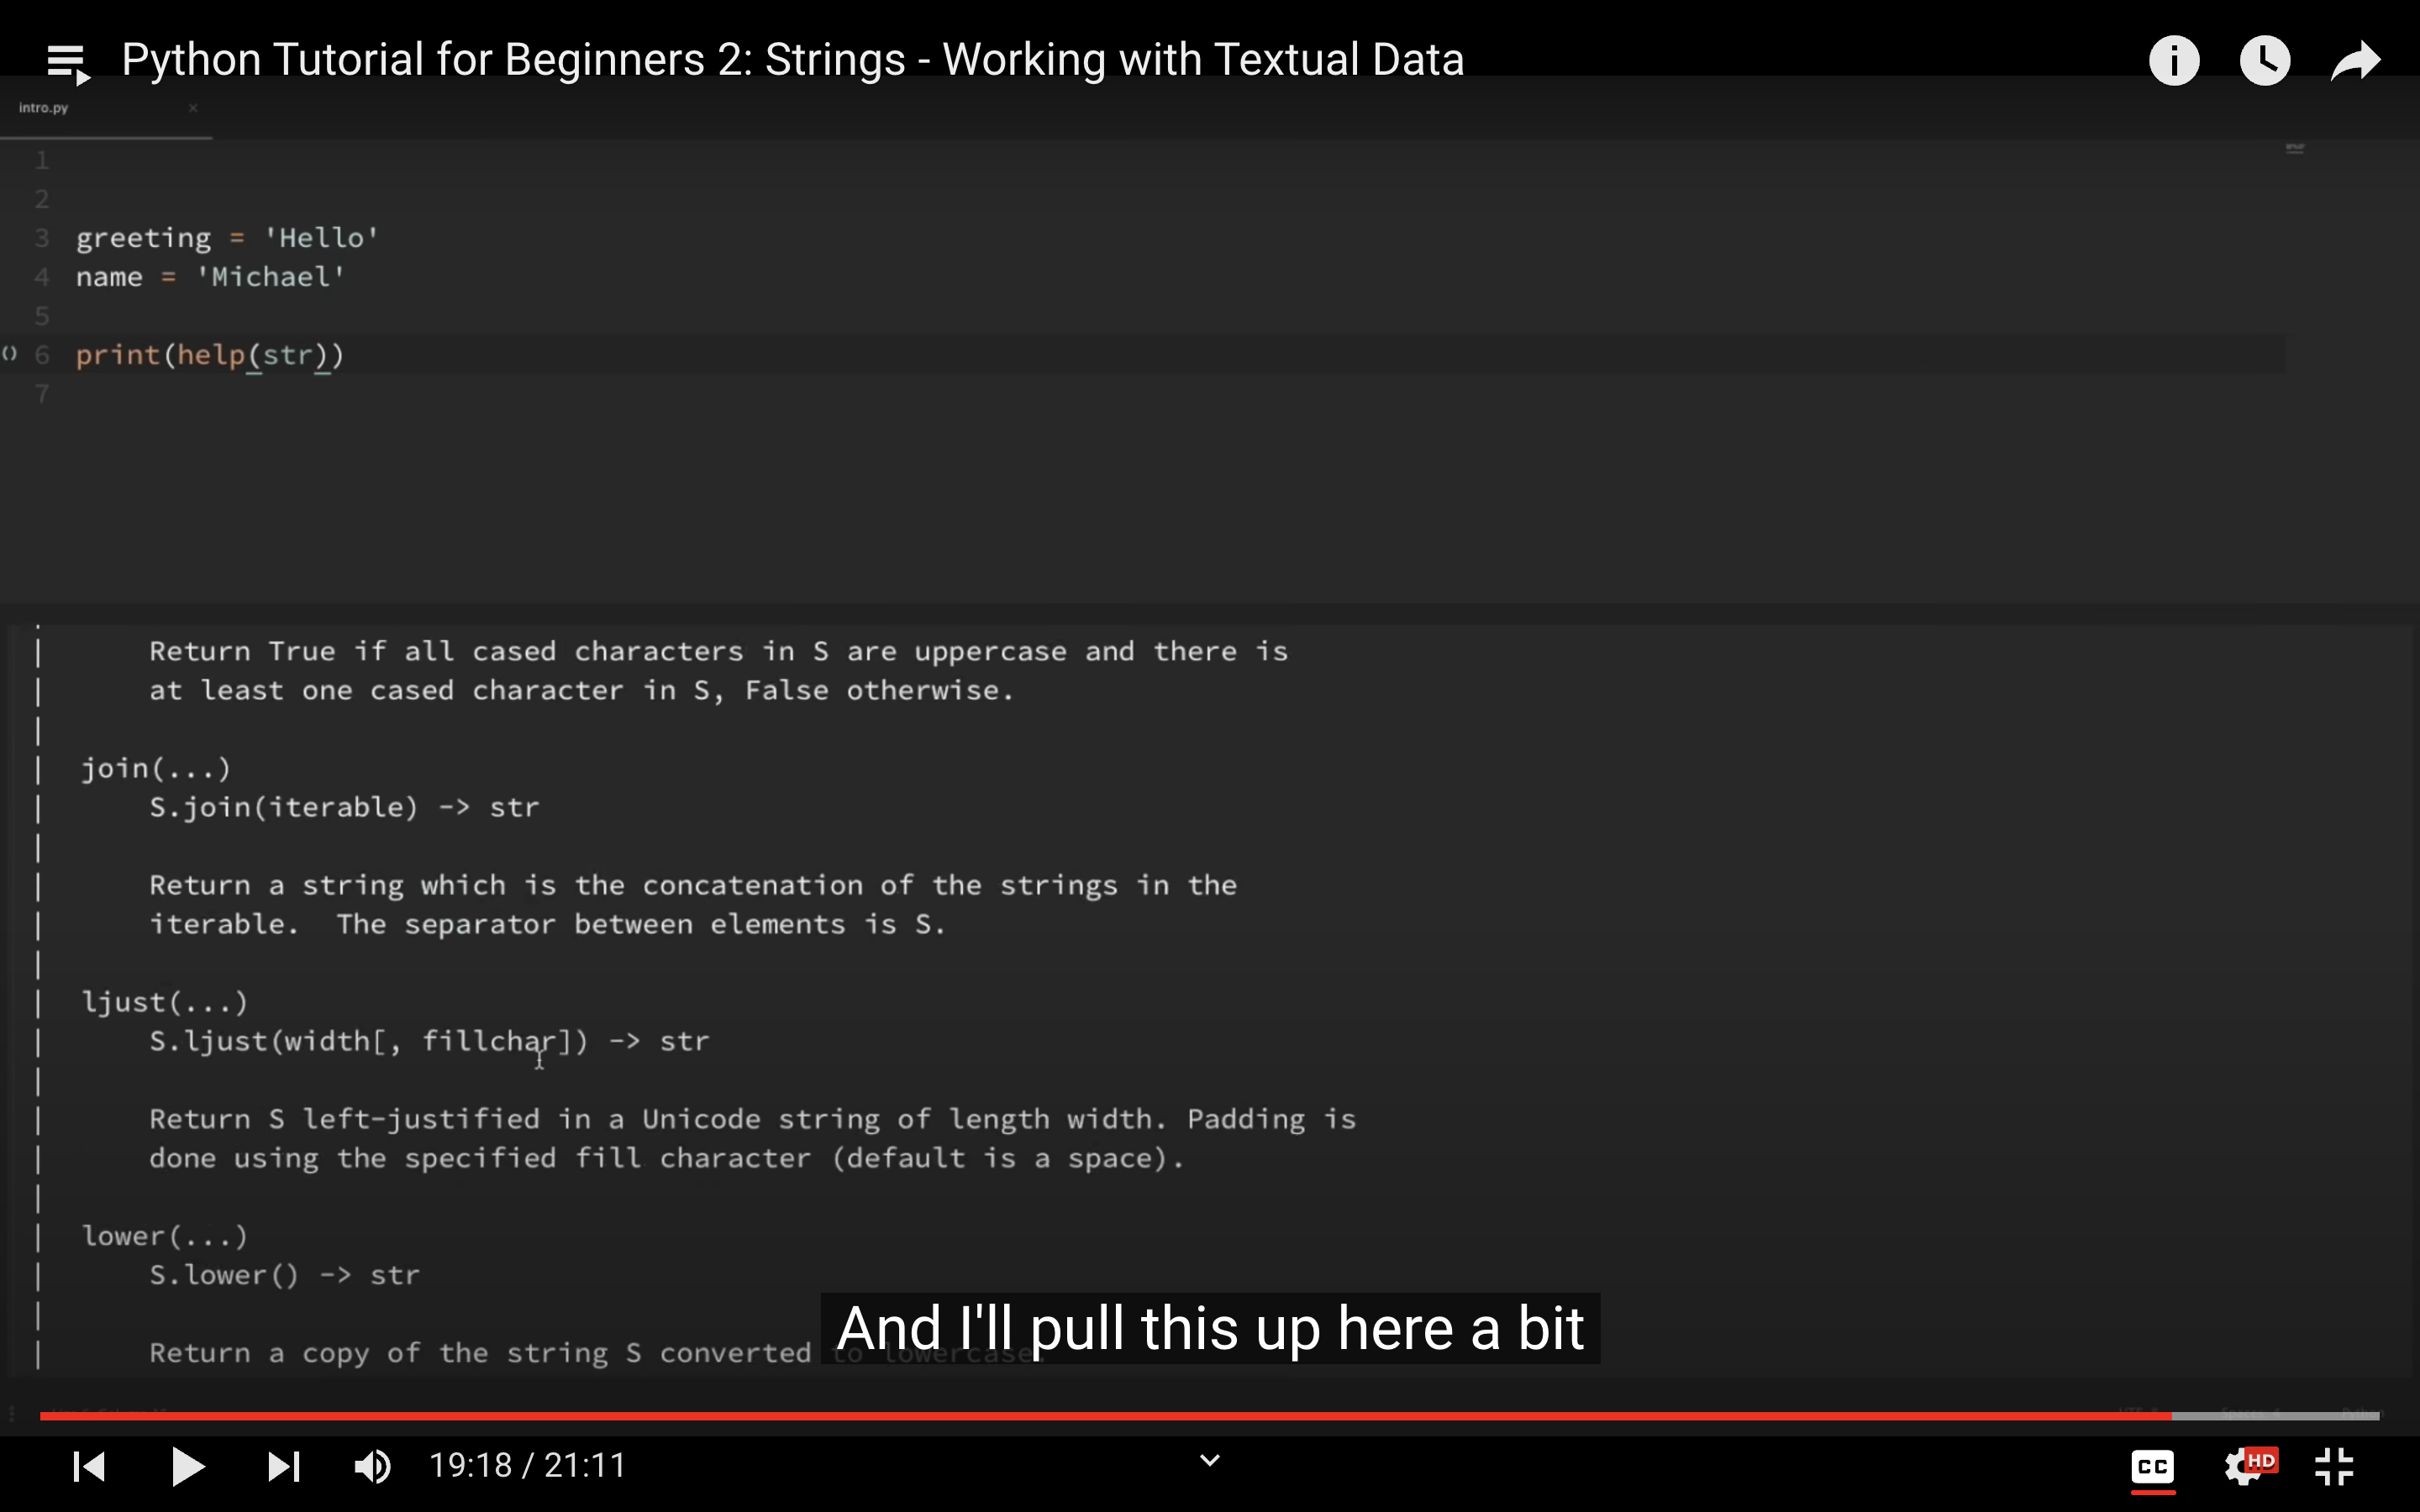 Python Tutorial for Beginners 2: Strings - Working with Textual Data
intro.py
1
2
3 greeting = 'Hello'
4 name = 'Michael'
5
6 print(help(str))
7
| Return True if all cased characters in S are uppercase and there is
| at least one cased character in S, False otherwise.
|
| join(...)
| S.join(iterable) -> str
|
| Return a string which is the concatenation of the strings in the
| iterable.  The separator between elements is S.
|
| ljust(...)
| S.ljust(width[, fillchar]) -> str
|
| Return S left-justified in a Unicode string of length width. Padding is
| done using the specified fill character (default is a space).
|
| lower(...)
| S.lower() -> str
|
| Return a copy of the string S converted to lowercase.
And I'll pull this up here a bit
19:18 / 21:11
CC
HD